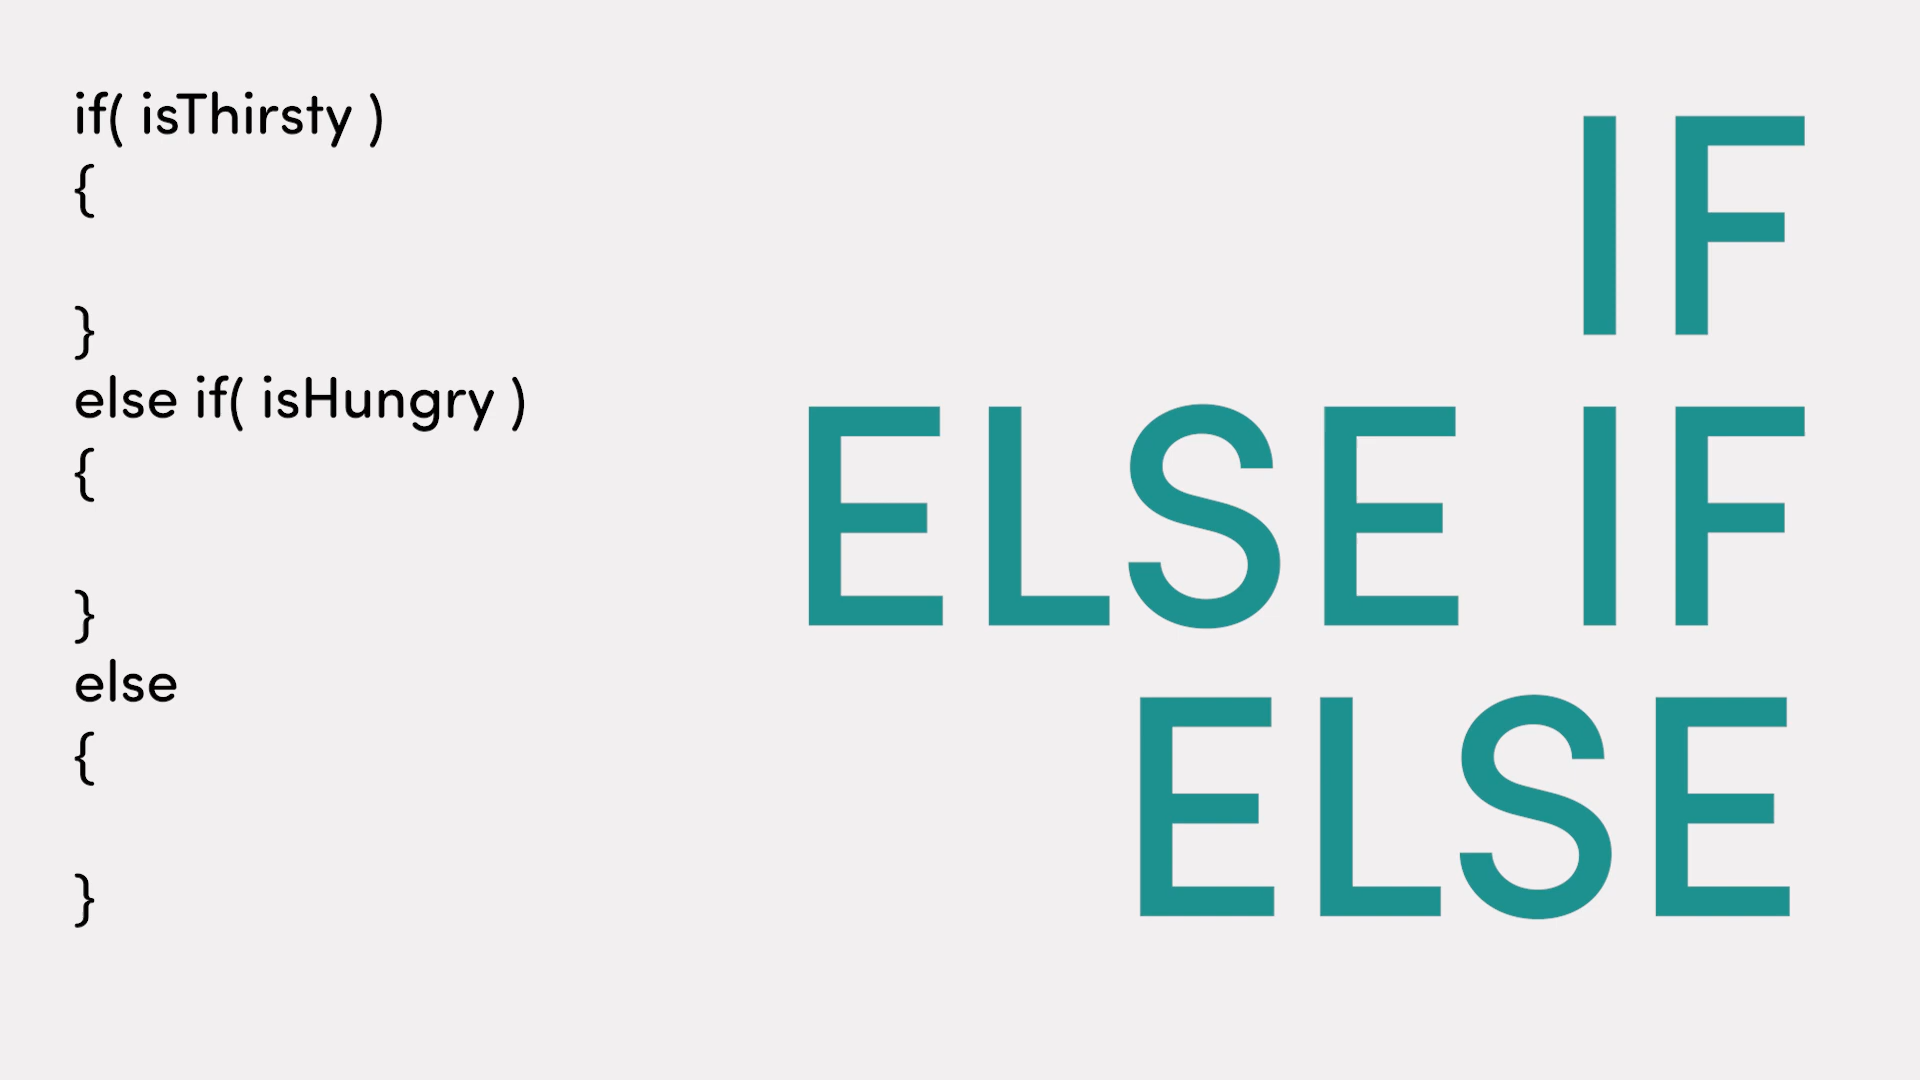 if( isThirsty )
{
}
else if( isHungry )
{
}
else
{
}
IF
ELSE IF
ELSE